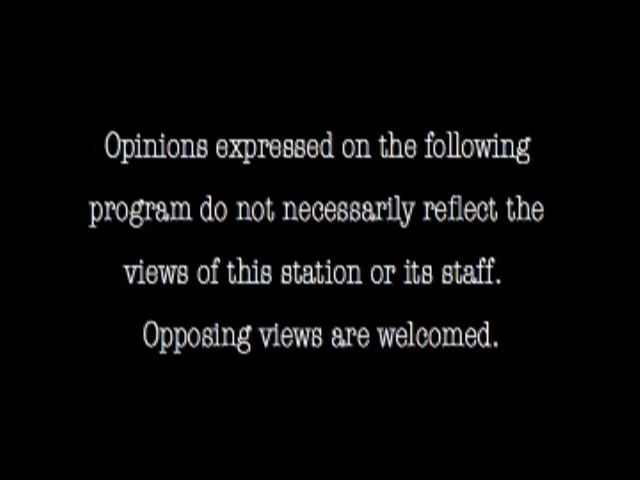 Opinions expressed on the following
program do not necessarily reflect the
views of this station or its staff.
Opposing views are welcomed.